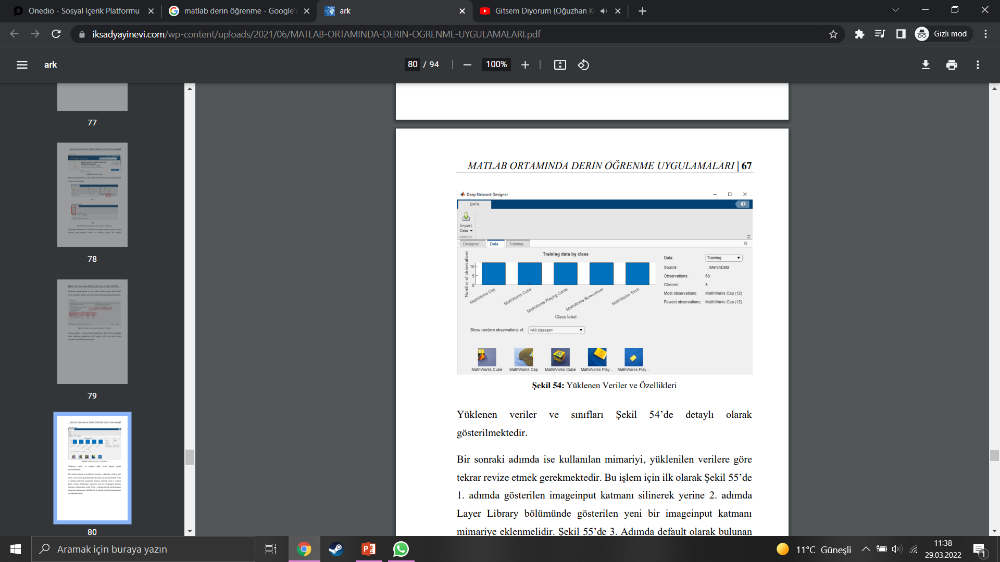 Onedio - Sosyal İçerik Platformu
matlab derin öğrenme - Google'd
ark
Gitsem Diyorum (Oğuzhan K
iksadyayinevi.com/wp-content/uploads/2021/06/MATLAB-ORTAMINDA-DERIN-OGRENME-UYGULAMALARI.pdf
Gizli mod
ark
80 / 94
100%
77
78
79
80
MATLAB ORTAMINDA DERİN ÖĞRENME UYGULAMALARI | 67
Deep Network Designer
DATA
Import
Data
IMPORT
Designer
Data
Training
Training data by class
Number of observations
10
5
0
MathWorks Cap
MathWorks Cube
MathWorks Playing Cards
MathWorks Screwdriver
MathWorks Torch
Class label
Data: Training
Source: ...\MerchData
Observations: 60
Classes: 5
Most observations: MathWorks Cap (12)
Fewest observations: MathWorks Cap (12)
Show random observations of: <All classes>
MathWorks Cube
MathWorks Cap
MathWorks Cube
MathWorks Play...
MathWorks Play...
Şekil 54: Yüklenen Veriler ve Özellikleri
Yüklenen veriler ve sınıfları Şekil 54’de detaylı olarak
gösterilmektedir.
Bir sonraki adımda ise kullanılan mimariyi, yüklenilen verilere göre
tekrar revize etmek gerekmektedir. Bu işlem için ilk olarak Şekil 55’de
1. adımda gösterilen imageinput katmanı silinerek yerine 2. adımda
Layer Library bölümünde gösterilen yeni bir imageinput katmanı
mimariye eklenmelidir. Şekil 55’de 3. Adımda default olarak bulunan
Aramak için buraya yazın
11°C Güneşli
11:38
29.03.2022
1